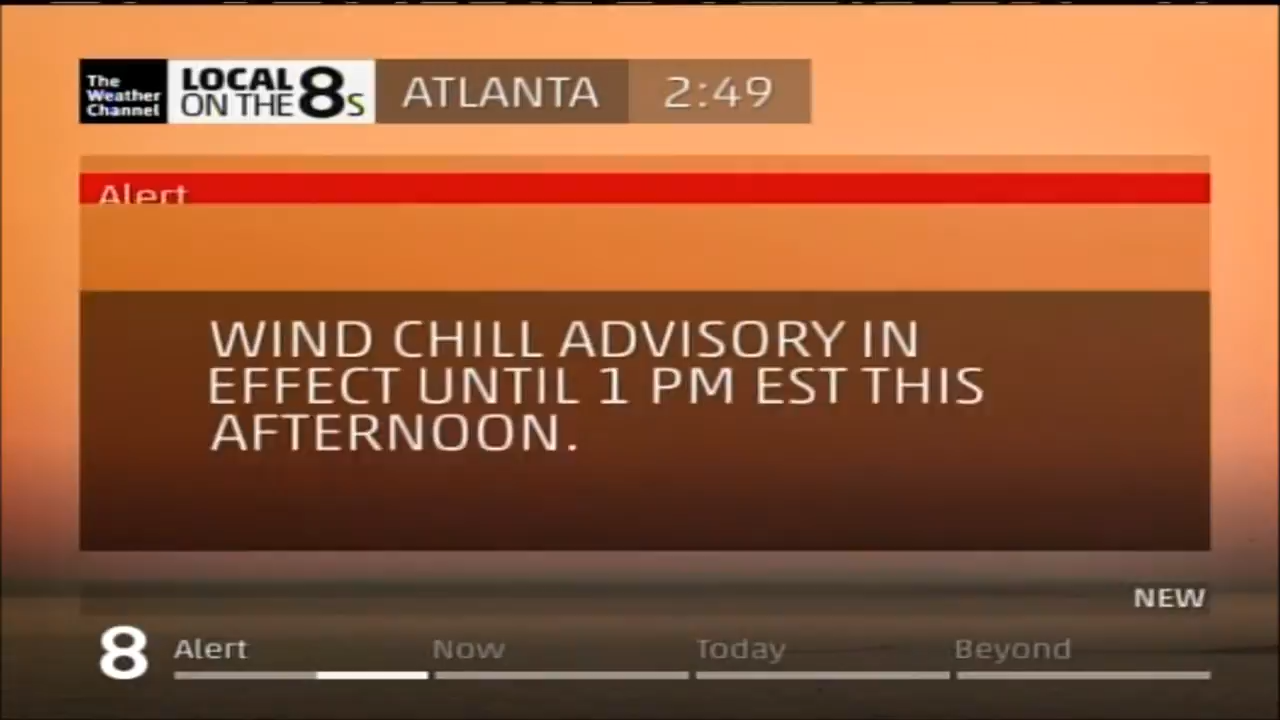 The Weather Channel
LOCAL ON THE 8s
ATLANTA 2:49
Alert
WIND CHILL ADVISORY IN
EFFECT UNTIL 1 PM EST THIS
AFTERNOON.
NEW
8 Alert Now Today Beyond